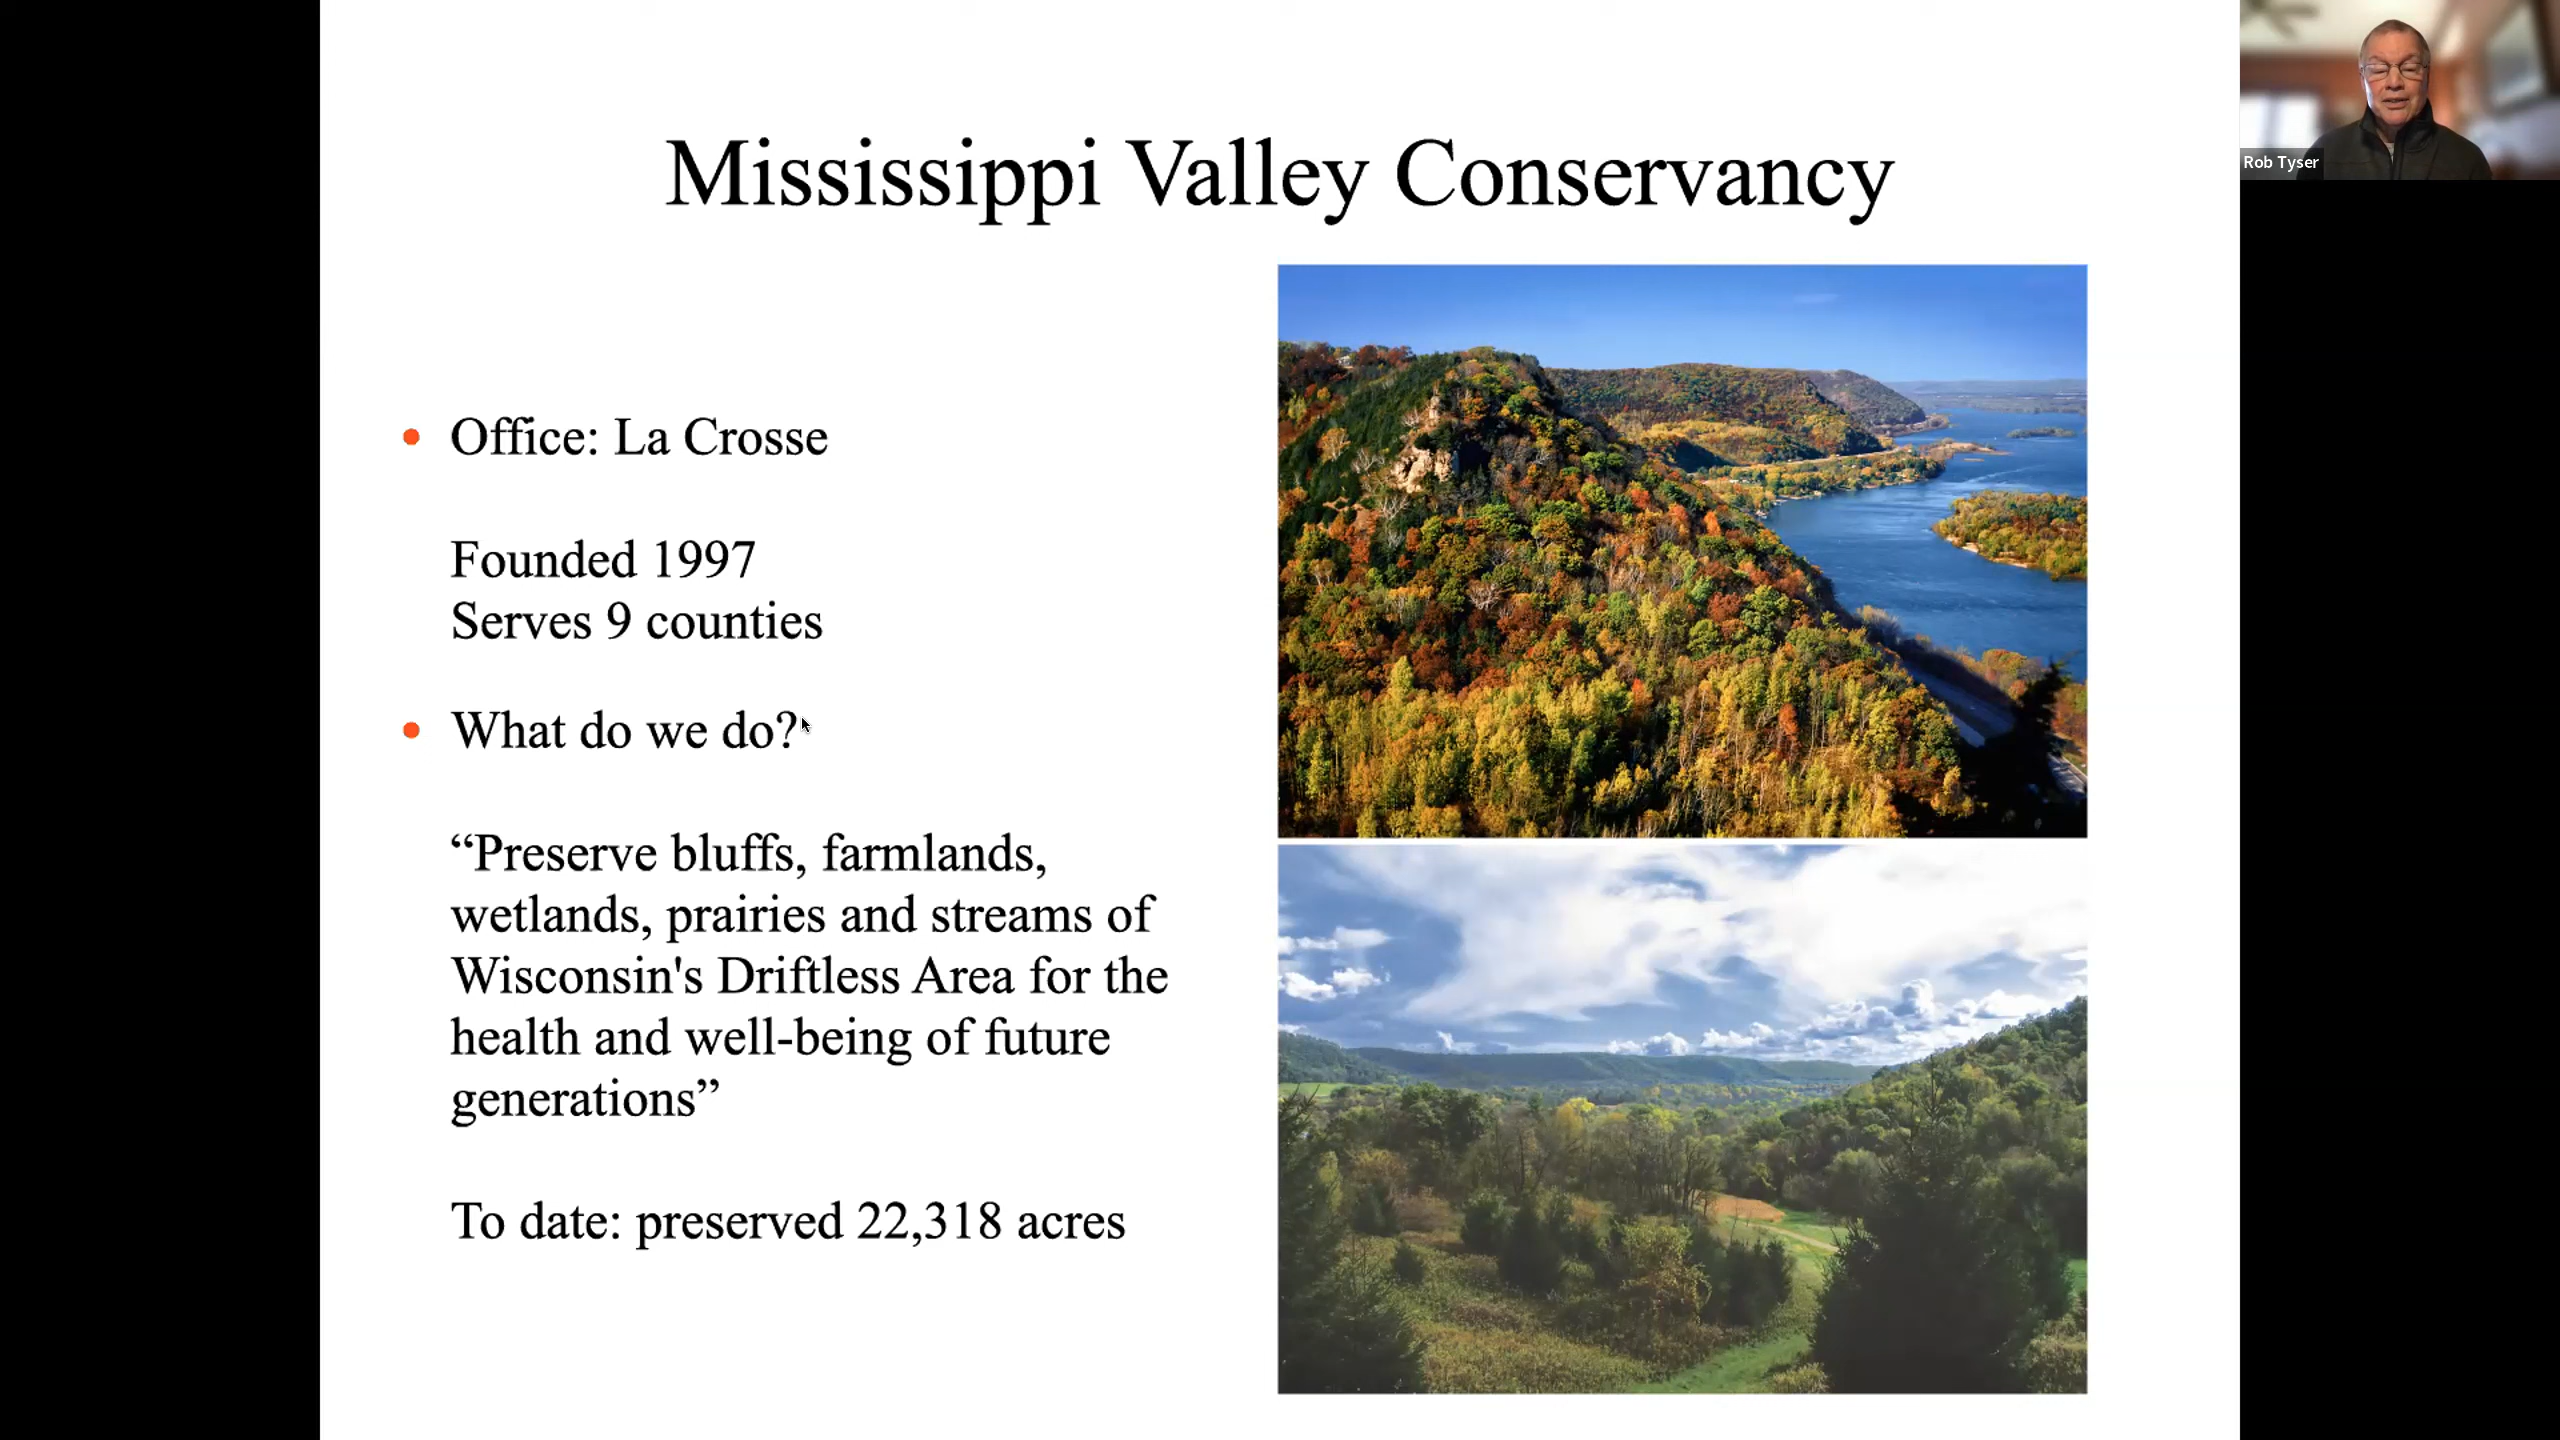 Mississippi Valley Conservancy
Rob Tyser
• Office: La Crosse
Founded 1997
Serves 9 counties
• What do we do?
“Preserve bluffs, farmlands,
wetlands, prairies and streams of
Wisconsin's Driftless Area for the
health and well-being of future
generations”
To date: preserved 22,318 acres